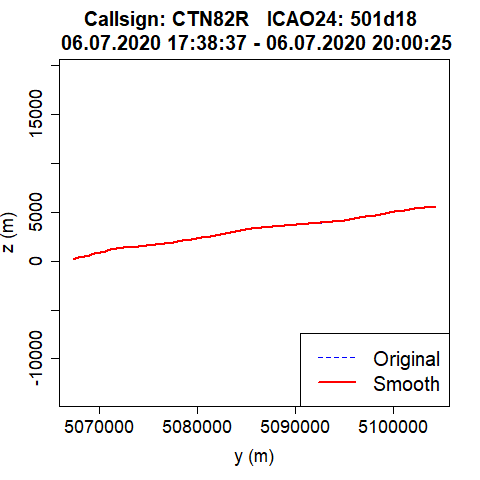 Callsign: CTN82R ICAO24: 501d18
06.07.2020 17:38:37 - 06.07.2020 20:00:25
z (m)
15000
5000
0
-10000
5070000 5080000 5090000 5100000
y (m)
Original
Smooth